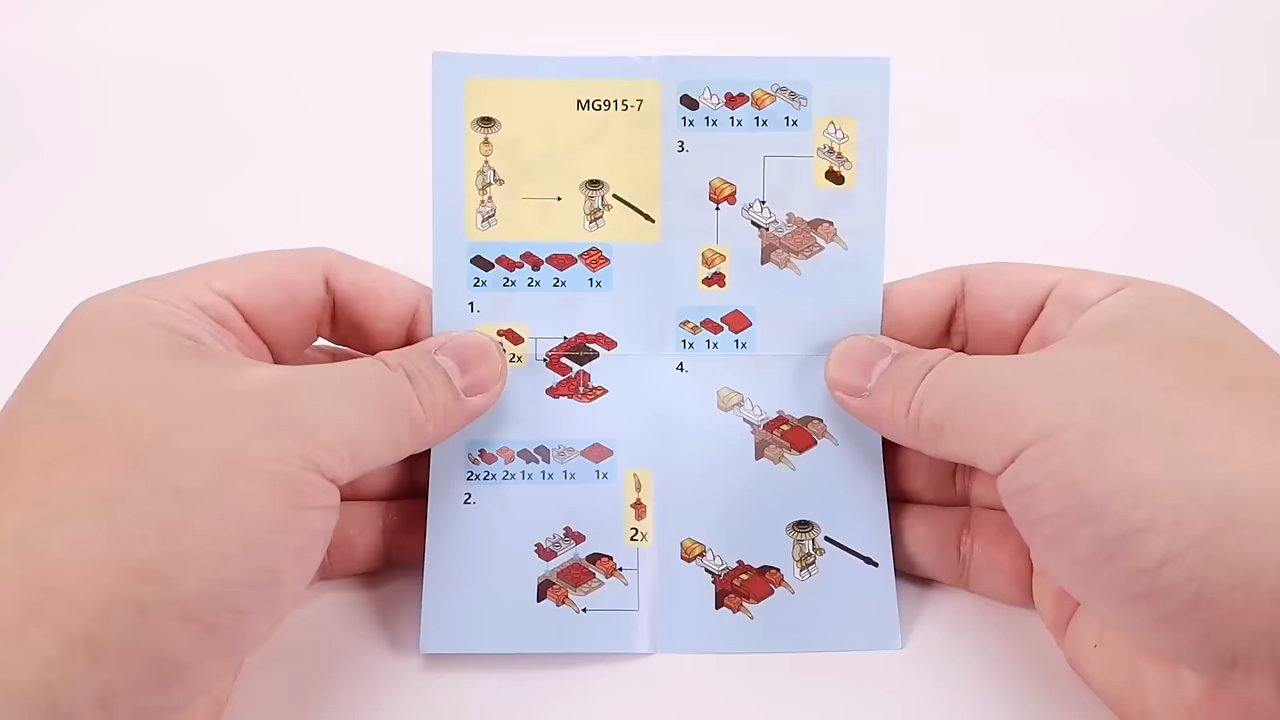 MG915-7
2x 2x 2x 2x 1x
1.
2x
2x 2x 2x 1x 1x 1x 1x
2.
2x
1x 1x 1x 1x 1x
3.
1x 1x 1x
4.